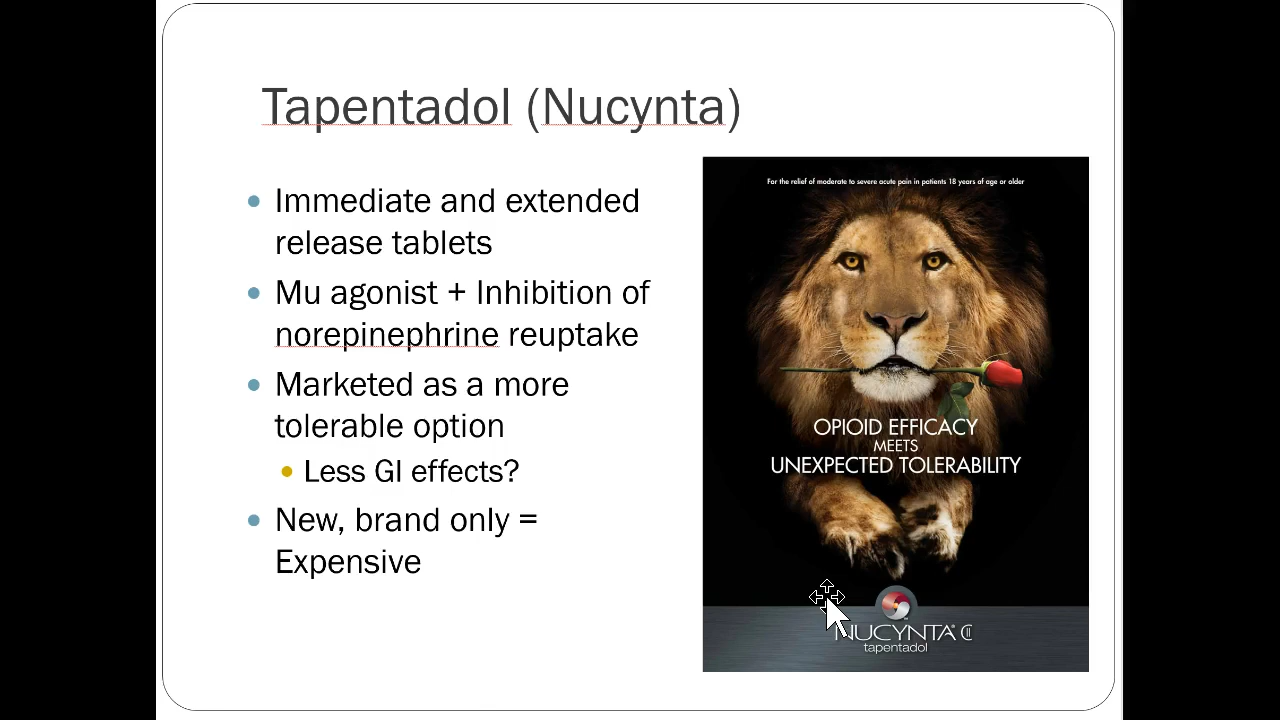 Tapentadol (Nucynta)
Immediate and extended
release tablets
Mu agonist + Inhibition of
norepinephrine reuptake
Marketed as a more
tolerable option
Less GI effects?
New, brand only =
Expensive
For the relief of moderate to severe acute pain in patients 18 years of age or older
OPIOID EFFICACY
MEETS
UNEXPECTED TOLERABILITY
NUCYNTA® CII
tapentadol